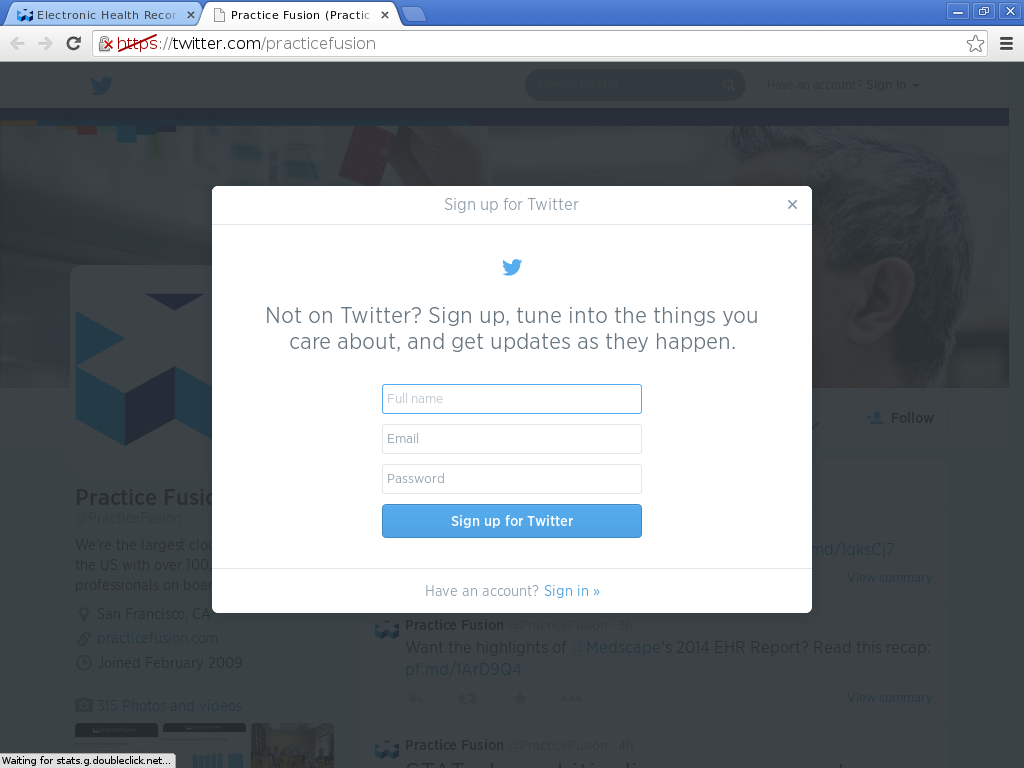 Electronic Health Recor
Practice Fusion (Practic
https://twitter.com/practicefusion
Search Twitter
Have an account? Sign in
Sign up for Twitter
Not on Twitter? Sign up, tune into the things you
care about, and get updates as they happen.
Full name
Email
Password
Sign up for Twitter
Have an account? Sign in »
Follow
Practice Fusic
@PracticeFusion
We're the largest clou
the US with over 100,
professionals on boar
San Francisco, CA
practicefusion.com
Joined February 2009
315 Photos and videos
md/1qksCj7
View summary
Practice Fusion @PracticeFusion · 3h
Want the highlights of @Medscape's 2014 EHR Report? Read this recap:
pf.md/1ArD9Q4
View summary
Practice Fusion @PracticeFusion · 4h
Waiting for stats.g.doubleclick.net...